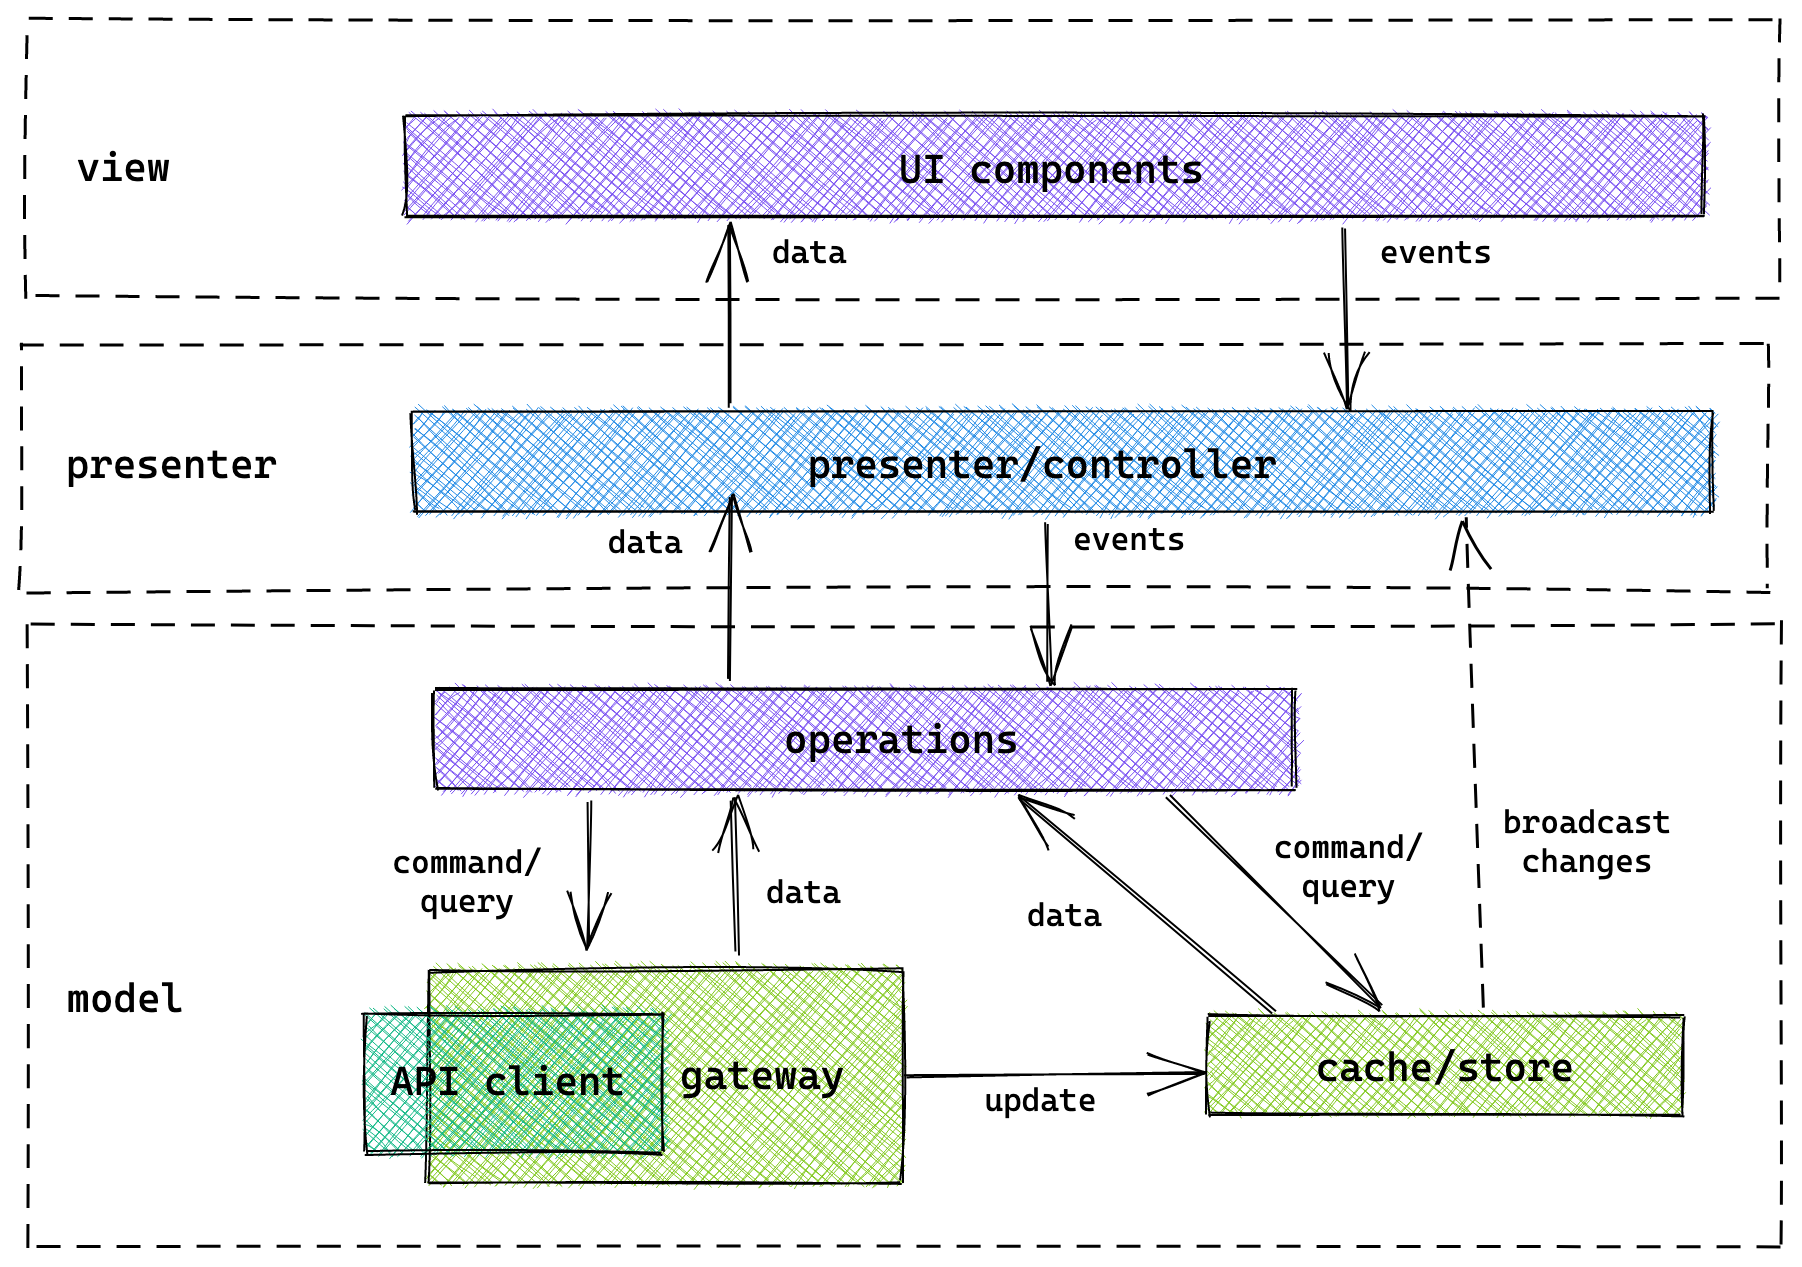 view
UI components
data
events
presenter
presenter/controller
data
events
operations
command/
query
data
data
command/
query
broadcast
changes
model
API client
gateway
update
cache/store